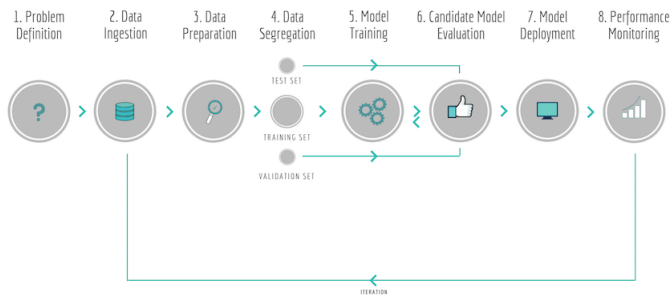 1. Problem
Definition
2. Data
Ingestion
3. Data
Preparation
4. Data
Segregation
5. Model
Training
6. Candidate Model
Evaluation
7. Model
Deployment
8. Performance
Monitoring
TEST SET
?
TRAINING SET
VALIDATION SET
ITERATION